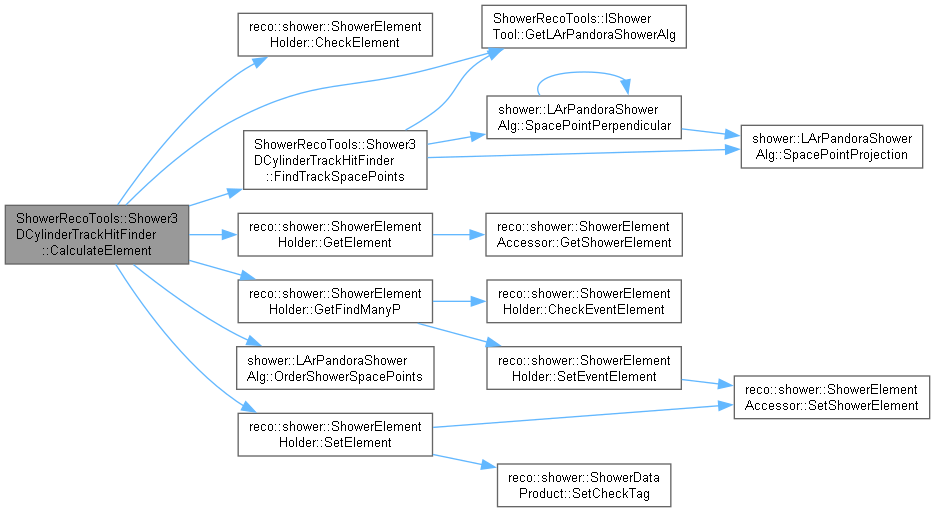 reco::shower::ShowerElement
Holder::CheckElement
ShowerRecoTools::IShower
Tool::GetLArPandoraShowerAlg
shower::LArPandoraShower
Alg::SpacePointPerpendicular
shower::LArPandoraShower
Alg::SpacePointProjection
ShowerRecoTools::Shower3
DCylinderTrackHitFinder
::FindTrackSpacePoints
ShowerRecoTools::Shower3
DCylinderTrackHitFinder
::CalculateElement
reco::shower::ShowerElement
Holder::GetElement
reco::shower::ShowerElement
Accessor::GetShowerElement
reco::shower::ShowerElement
Holder::GetFindManyP
reco::shower::ShowerElement
Holder::CheckEventElement
shower::LArPandoraShower
Alg::OrderShowerSpacePoints
reco::shower::ShowerElement
Holder::SetEventElement
reco::shower::ShowerElement
Accessor::SetShowerElement
reco::shower::ShowerElement
Holder::SetElement
reco::shower::ShowerData
Product::SetCheckTag